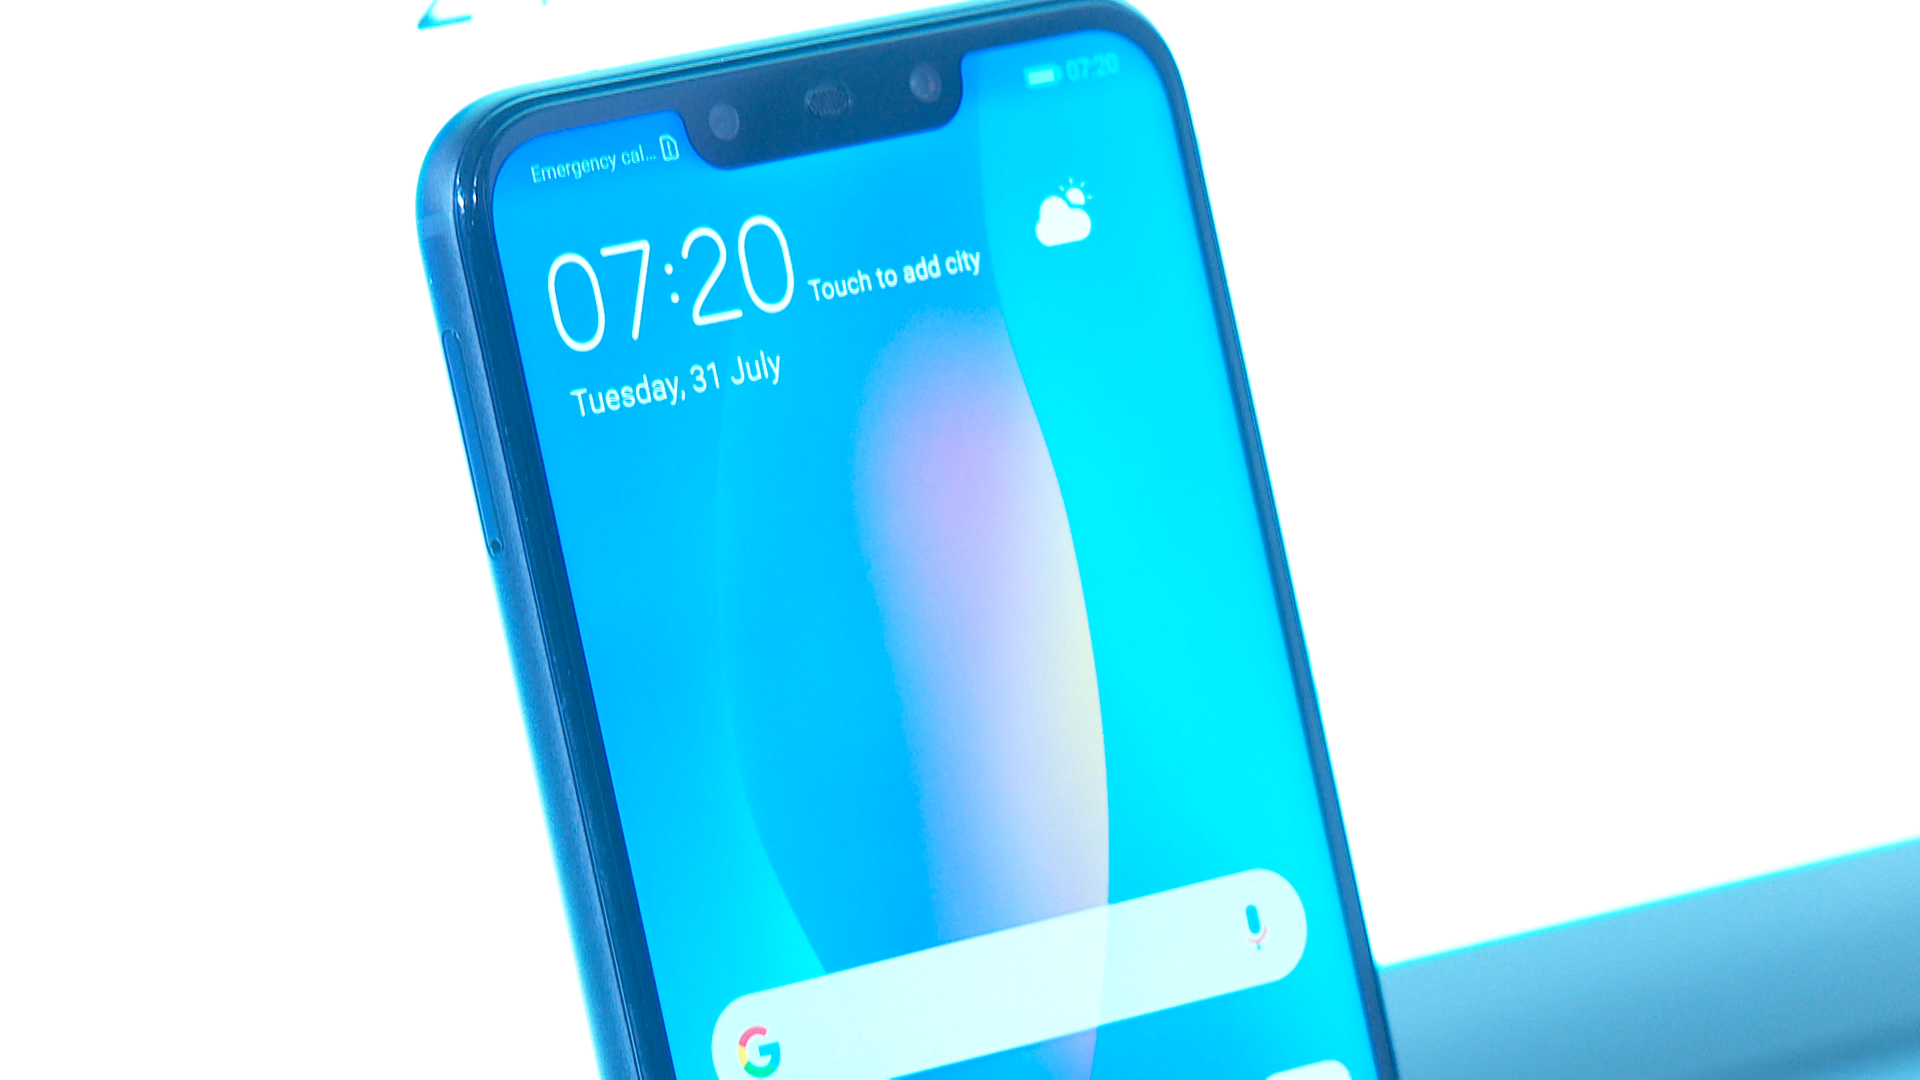 Emergency cal...
07:20
07:20
Touch to add city
Tuesday, 31 July
G